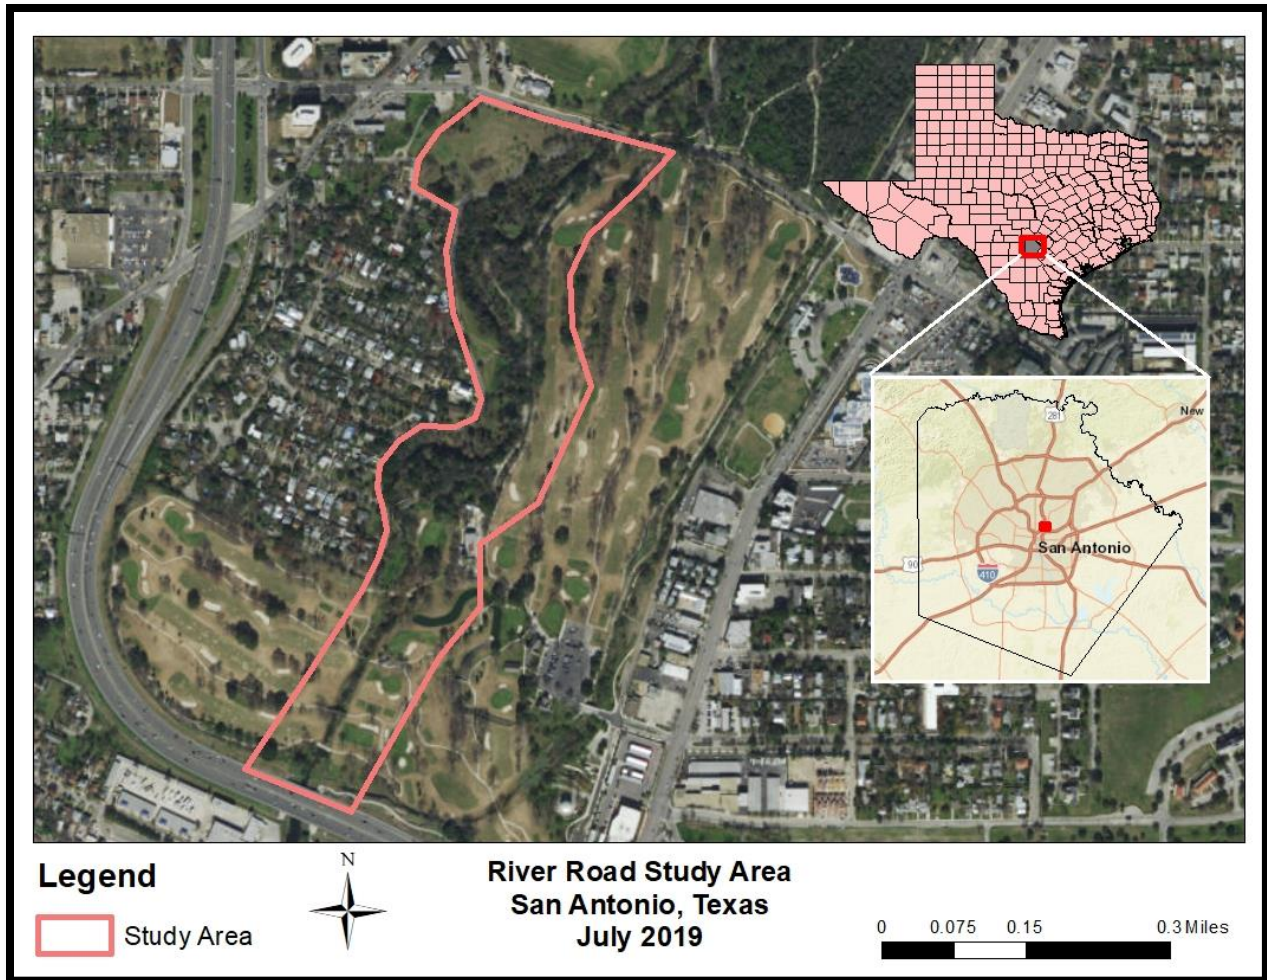 281
New
San Antonio
90
410
Legend
Study Area
N
River Road Study Area
San Antonio, Texas
July 2019
0 0.075 0.15 0.3 Miles